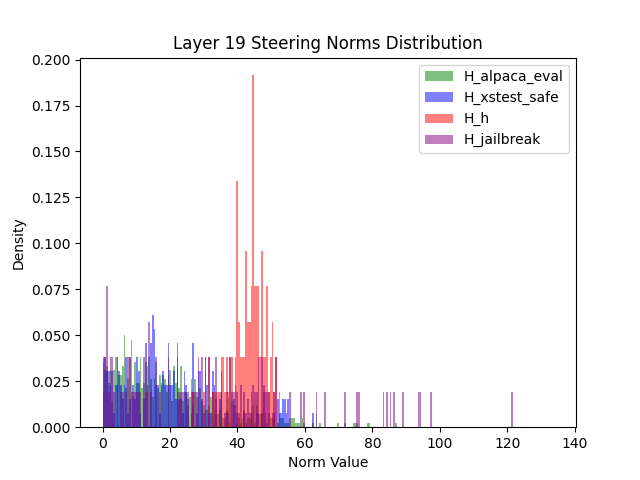 Layer 19 Steering Norms Distribution
0.200
0.175
0.150
0.125
0.100
0.075
0.050
0.025
0.000
Density
H_alpaca_eval
H_xstest_safe
H_h
H_jailbreak
0 20 40 60 80 100 120 140
Norm Value